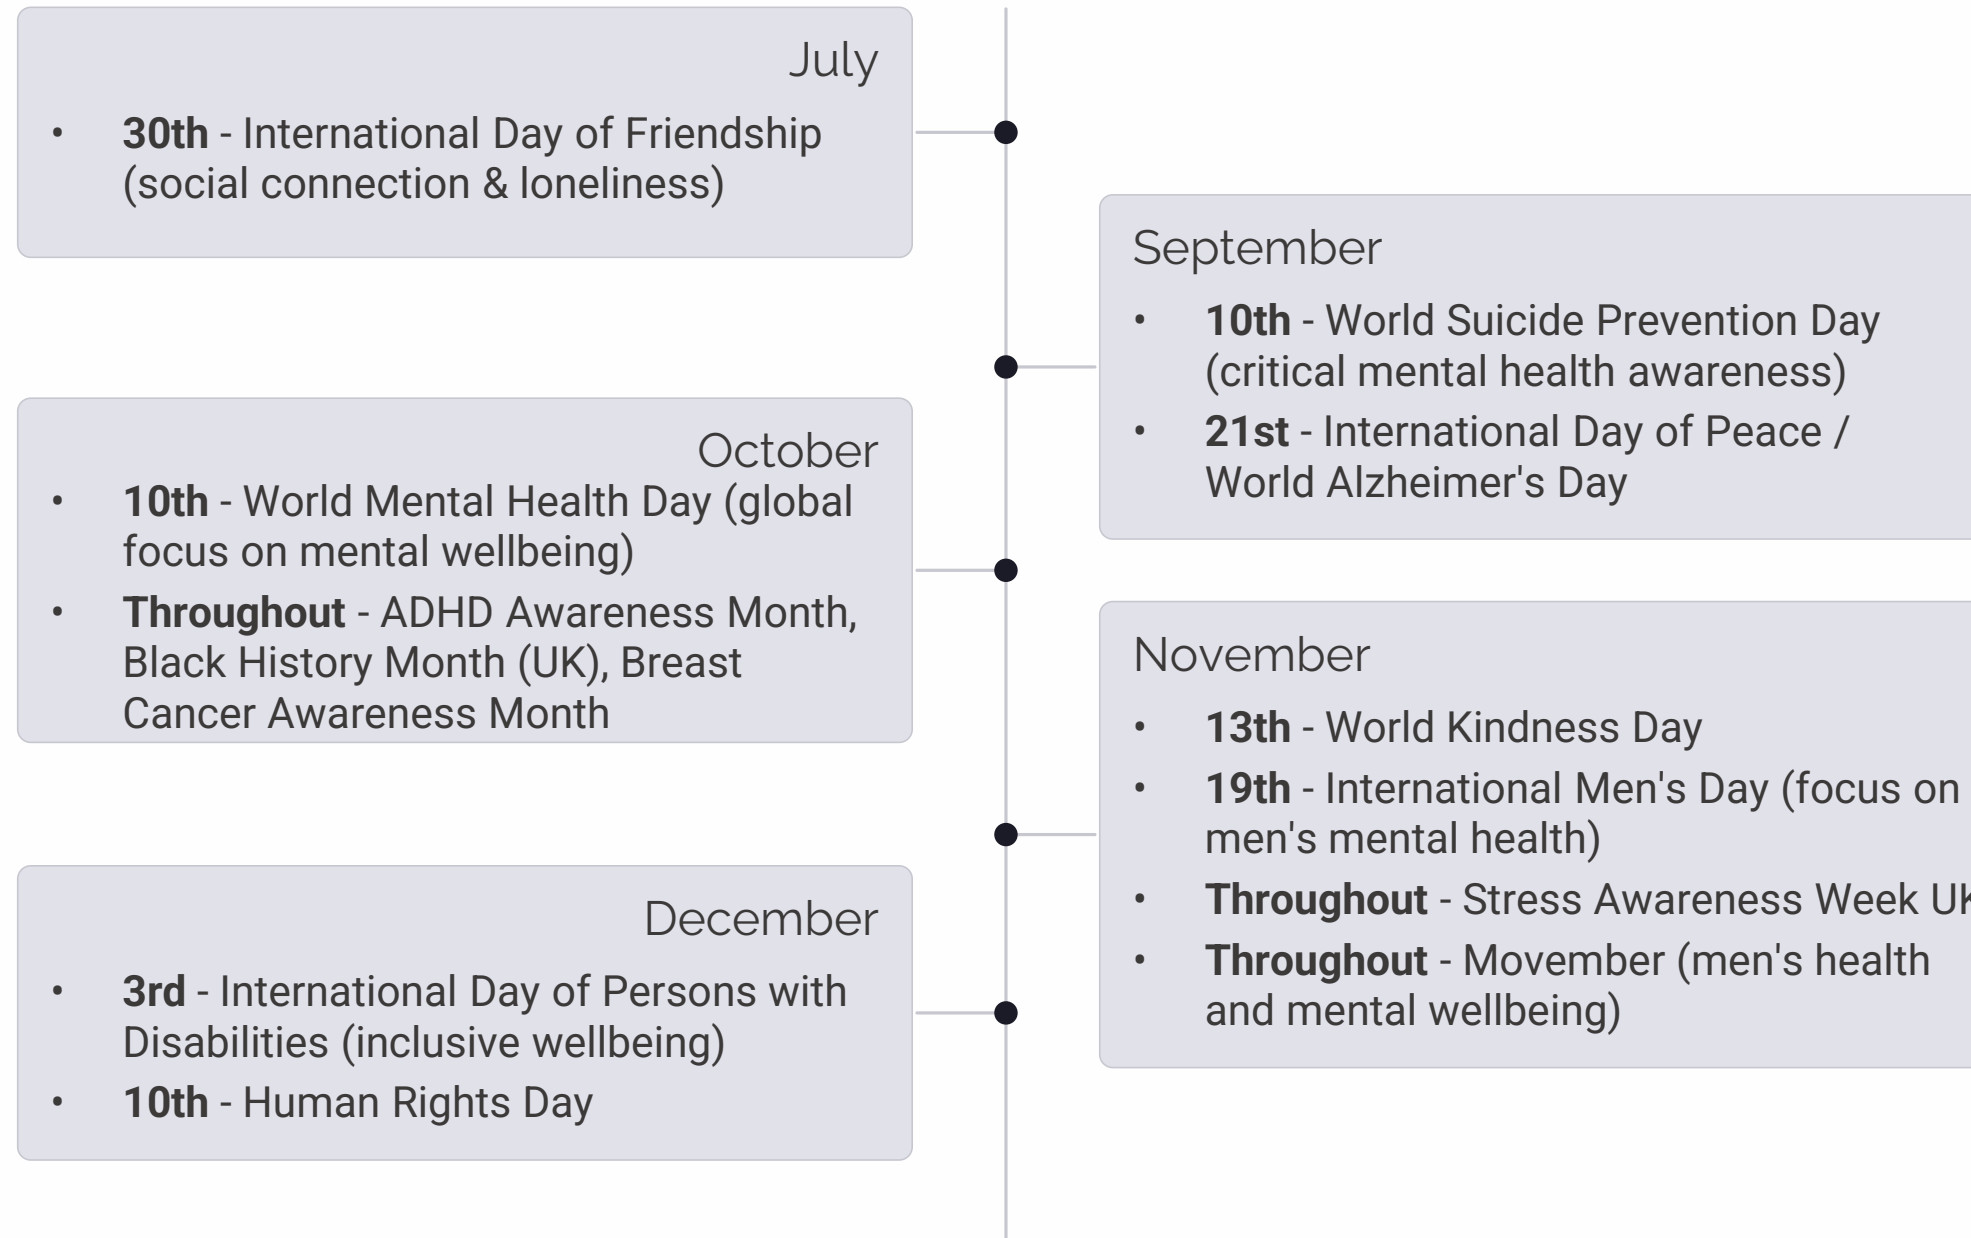 July
• 30th - International Day of Friendship
(social connection & loneliness)
September
• 10th - World Suicide Prevention Day
(critical mental health awareness)
• 21st - International Day of Peace /
World Alzheimer's Day
October
• 10th - World Mental Health Day (global
focus on mental wellbeing)
• Throughout - ADHD Awareness Month,
Black History Month (UK), Breast
Cancer Awareness Month
November
• 13th - World Kindness Day
• 19th - International Men's Day (focus on
men's mental health)
• Throughout - Stress Awareness Week UK
• Throughout - Movember (men's health
and mental wellbeing)
December
• 3rd - International Day of Persons with
Disabilities (inclusive wellbeing)
• 10th - Human Rights Day